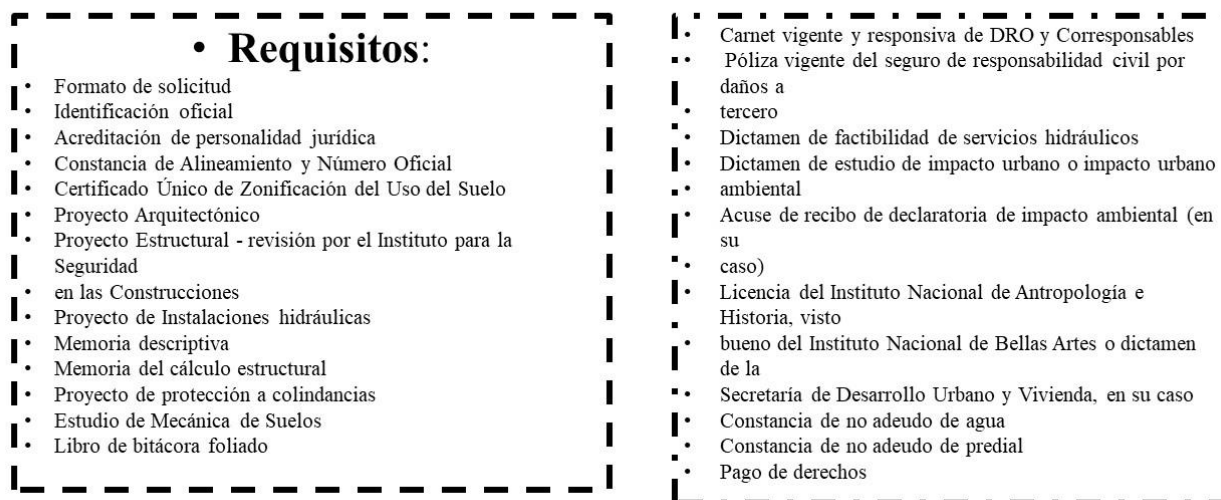 • Requisitos:
• Formato de solicitud
• Identificación oficial
• Acreditación de personalidad jurídica
• Constancia de Alineamiento y Número Oficial
• Certificado Único de Zonificación del Uso del Suelo
• Proyecto Arquitectónico
• Proyecto Estructural - revisión por el Instituto para la
Seguridad
• en las Construcciones
• Proyecto de Instalaciones hidráulicas
• Memoria descriptiva
• Memoria del cálculo estructural
• Proyecto de protección a colindancias
• Estudio de Mecánica de Suelos
• Libro de bitácora foliado
• Carnet vigente y responsiva de DRO y Corresponsables
• Póliza vigente del seguro de responsabilidad civil por
daños a
• tercero
• Dictamen de factibilidad de servicios hidráulicos
• Dictamen de estudio de impacto urbano o impacto urbano
• ambiental
• Acuse de recibo de declaratoria de impacto ambiental (en
su
• caso)
• Licencia del Instituto Nacional de Antropología e
Historia, visto
• bueno del Instituto Nacional de Bellas Artes o dictamen
de la
• Secretaría de Desarrollo Urbano y Vivienda, en su caso
• Constancia de no adeudo de agua
• Constancia de no adeudo de predial
• Pago de derechos